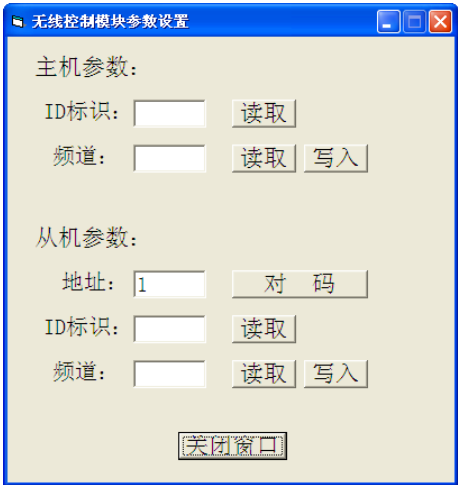 无线控制模块参数设置
主机参数:
ID标识: 读取
频道: 读取 写入
从机参数:
地址: 1 对 码
ID标识: 读取
频道: 读取 写入
关闭窗口